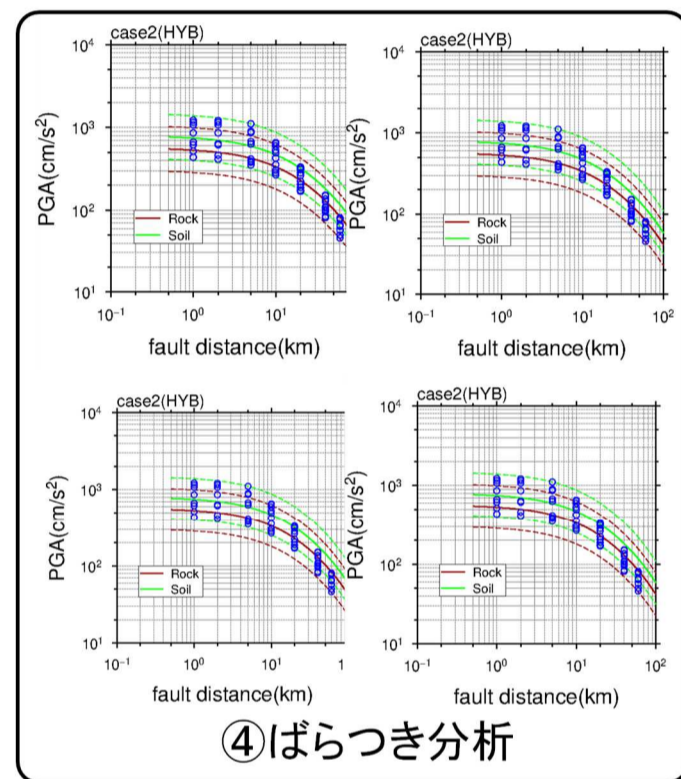 case2(HYB)
10⁴
10³
10²
10¹
PGA(cm/s²)
Rock
Soil
10⁻¹ 10⁰ 10¹
fault distance(km)
case2(HYB)
10⁴
10³
10²
10¹
PGA(cm/s²)
Rock
Soil
10⁻¹ 10⁰ 10¹ 10²
fault distance(km)
case2(HYB)
10⁴
10³
10²
10¹
PGA(cm/s²)
Rock
Soil
10⁻¹ 10⁰ 10¹ 1
fault distance(km)
case2(HYB)
10⁴
10³
10²
10¹
PGA(cm/s²)
Rock
Soil
10⁻¹ 10⁰ 10¹ 10²
fault distance(km)
④ばらつき分析